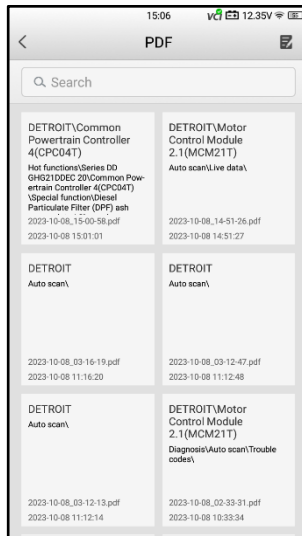 15:06 vci 12.35V
PDF
Search
DETROIT\Common
Powertrain Controller
4(CPC04T)
Hot functions\Series DD
GHG21DDEC 20\Common Pow-
ertrain Controller 4(CPC04T)
\Special function\Diesel
Particulate Filter (DPF) ash
2023-10-08_15-00-58.pdf
2023-10-08 15:01:01
DETROIT\Motor
Control Module
2.1(MCM21T)
Auto scan\Live data\
2023-10-08_14-51-26.pdf
2023-10-08 14:51:27
DETROIT
Auto scan\
2023-10-08_03-16-19.pdf
2023-10-08 11:16:20
DETROIT
Auto scan\
2023-10-08_03-12-47.pdf
2023-10-08 11:12:48
DETROIT
Auto scan\
2023-10-08_03-12-13.pdf
2023-10-08 11:12:14
DETROIT\Motor
Control Module
2.1(MCM21T)
Diagnosis\Auto scan\Trouble
codes\
2023-10-08_02-33-31.pdf
2023-10-08 10:33:34